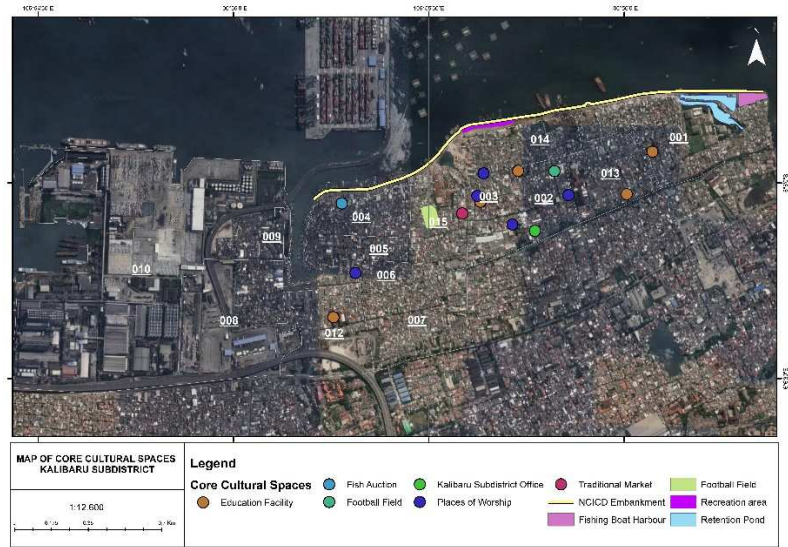 001
014
013
003
002
015
004
009
005
006
010
008
007
012
MAP OF CORE CULTURAL SPACES
KALIBARU SUBDISTRICT
1:12.600
Legend
Core Cultural Spaces
Education Facility
Fish Auction
Football Field
Kalibaru Subdistrict Office
Places of Worship
Traditional Market
NCICD Embankment
Fishing Boat Harbour
Football Field
Recreation area
Retention Pond